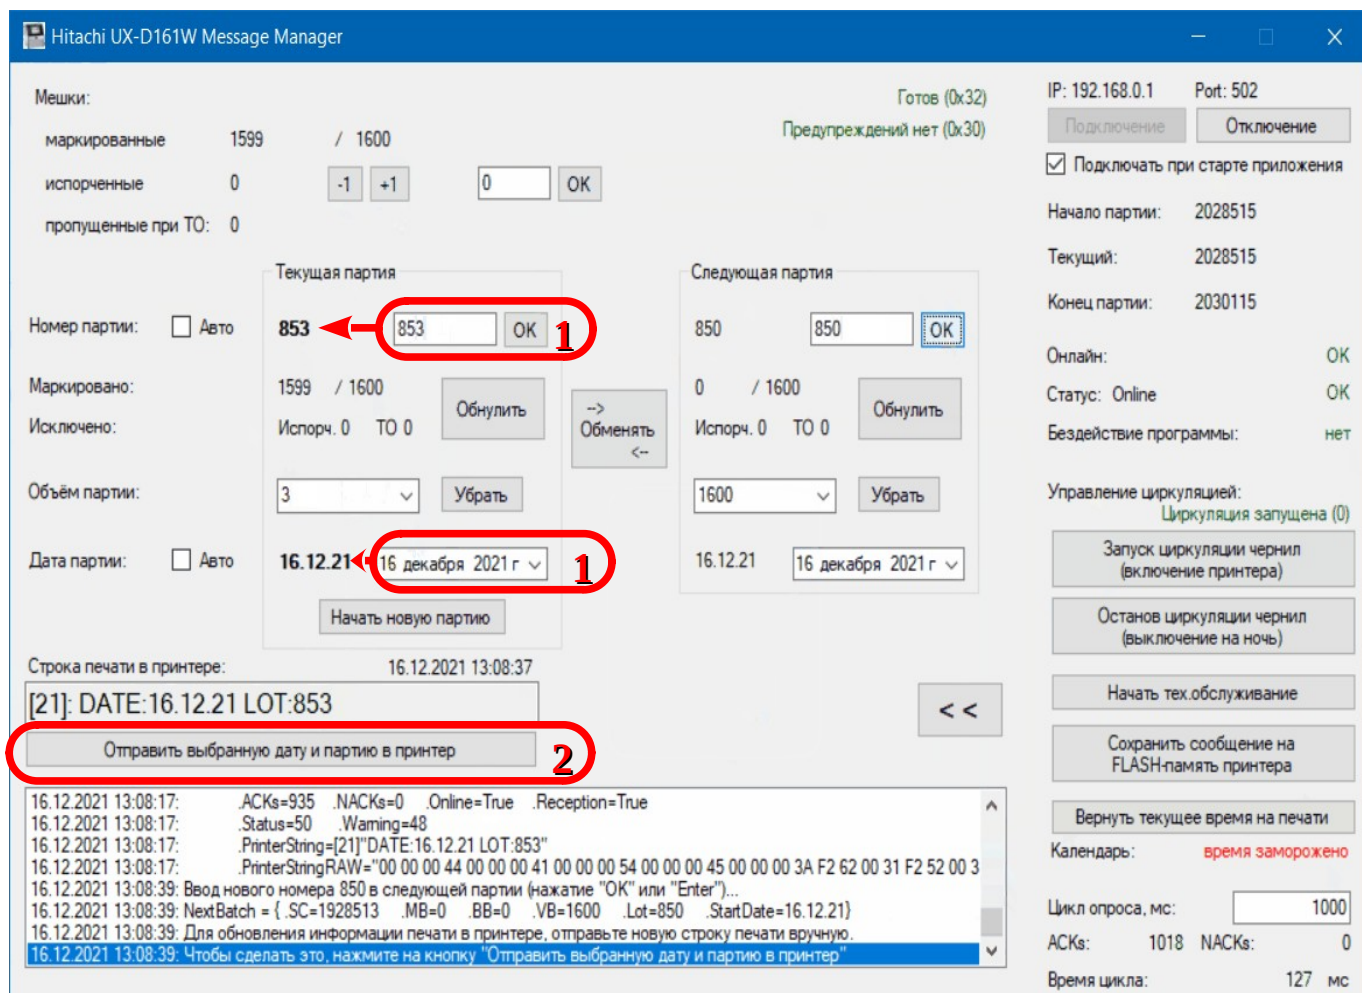 Hitachi UX-D161W Message Manager
Мешки:
Готов (0x32)
IP: 192.168.0.1 Port: 502
маркированные 1599 / 1600
Предупреждений нет (0x30)
Подключение Отключение
испорченные 0 -1 +1 0 OK
Подключать при старте приложения
пропущенные при ТО: 0
Начало партии: 2028515
Текущий: 2028515
Конец партии: 2030115
Текущая партия
Следующая партия
Номер партии: Авто 853 853 OK 1
850 850 OK
Онлайн: OK
Маркировано: 1599 / 1600 Обнулить
0 / 1600 Обнулить
Статус: Online OK
Исключено: Испорч. 0 ТО 0
-->
Обменять
<--
Испорч. 0 ТО 0
Бездействие программы: нет
Объём партии: 3 Убрать
1600 Убрать
Управление циркуляцией:
Циркуляция запущена (0)
Дата партии: Авто 16.12.21 16 декабря 2021 г 1
16.12.21 16 декабря 2021 г
Запуск циркуляции чернил
(включение принтера)
Начать новую партию
Останов циркуляции чернил
(выключение на ночь)
Строка печати в принтере: 16.12.2021 13:08:37
[21]: DATE:16.12.21 LOT:853
< <
Начать тех.обслуживание
Отправить выбранную дату и партию в принтер 2
Сохранить сообщение на
FLASH-память принтера
16.12.2021 13:08:17: .ACKs=935 .NACKs=0 .Online=True .Reception=True
16.12.2021 13:08:17: .Status=50 .Warning=48
16.12.2021 13:08:17: .PrinterString=[21]"DATE:16.12.21 LOT:853"
16.12.2021 13:08:17: .PrinterStringRAW="00 00 00 44 00 00 00 41 00 00 00 54 00 00 00 45 00 00 00 3A F2 62 00 31 F2 52 00 3
16.12.2021 13:08:39: Ввод нового номера 850 в следующей партии (нажатие "OK" или "Enter")...
16.12.2021 13:08:39: NextBatch = { .SC=1928513 .MB=0 .BB=0 .VB=1600 .Lot=850 .StartDate=16.12.21}
16.12.2021 13:08:39: Для обновления информации печати в принтере, отправьте новую строку печати вручную.
16.12.2021 13:08:39: Чтобы сделать это, нажмите на кнопку "Отправить выбранную дату и партию в принтер"
Вернуть текущее время на печати
Календарь: время заморожено
Цикл опроса, мс: 1000
ACKs: 1018 NACKs: 0
Время цикла: 127 мс